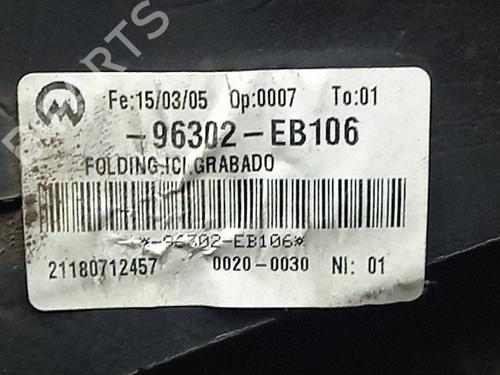 PARTS
Fe:15/03/05 Op:0007 To:01
-96302-EB106
FOLDING-ICI.GRABADO
*-96302-EB106*
21180712457 0020-0030 NI: 01